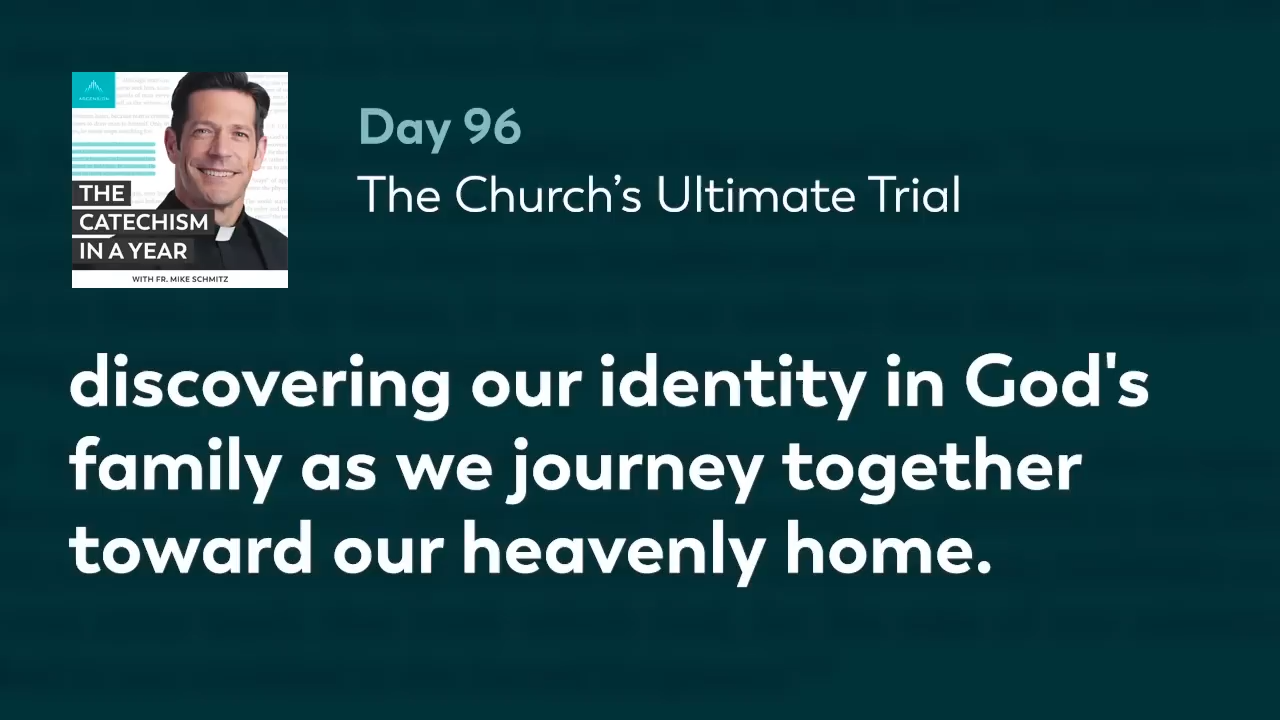 ASCENSION
THE
CATECHISM
IN A YEAR
WITH FR. MIKE SCHMITZ
Day 96
The Church’s Ultimate Trial
discovering our identity in God's
family as we journey together
toward our heavenly home.